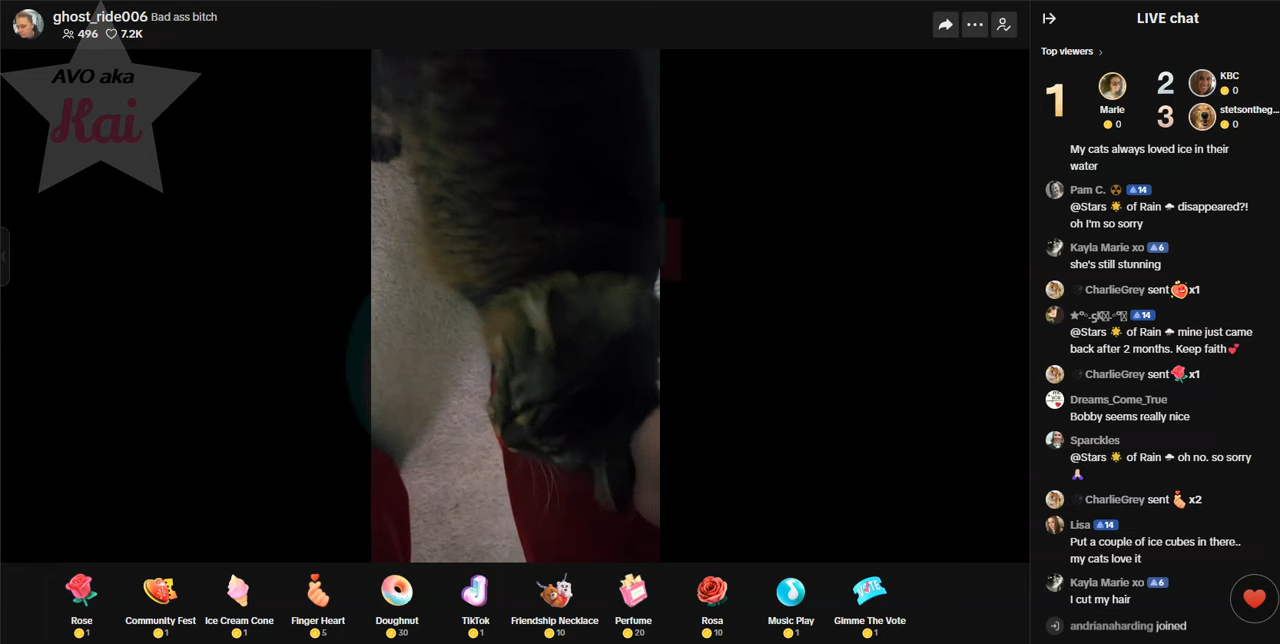 ghost_ride006 Bad ass bitch
496 7.2K
AVO aka
Kai
LIVE chat
Top viewers >
1
Marie
0
2
KBC
0
3
stetsontheg...
0
My cats always loved ice in their
water
Pam C. 14
@Stars of Rain disappeared?!
oh I'm so sorry
Kayla Marie xo 6
she's still stunning
CharlieGrey sent x1
14
@Stars of Rain mine just came
back after 2 months. Keep faith
CharlieGrey sent x1
Dreams_Come_True
Bobby seems really nice
Sparckles
@Stars of Rain oh no. so sorry
CharlieGrey sent x2
Lisa 14
Put a couple of ice cubes in there..
my cats love it
Kayla Marie xo 6
I cut my hair
andrianaharding joined
Rose
1
Community Fest
1
Ice Cream Cone
1
Finger Heart
5
Doughnut
30
TikTok
1
Friendship Necklace
10
Perfume
20
Rosa
10
Music Play
1
VOTE
Gimme The Vote
1